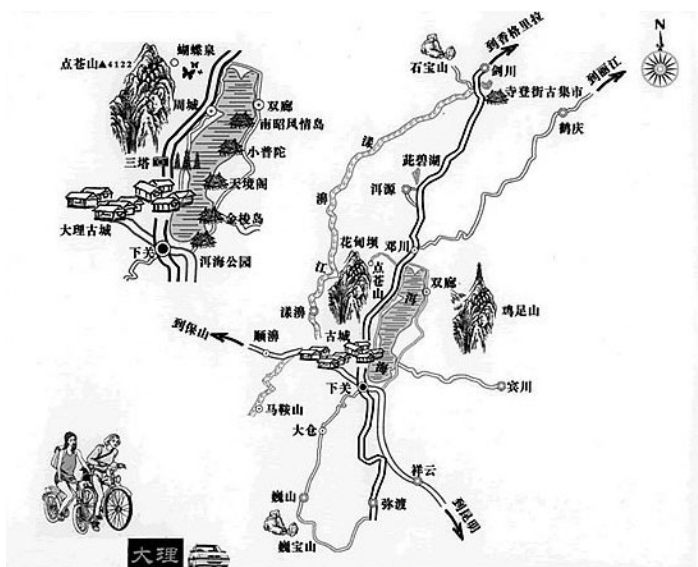 蝴蝶泉
点苍山▲4122
周城
双廊
南昭风情岛
小普陀
三塔
天境阁
金梭岛
大理古城
下关
洱海公园
到香格里拉
N
石宝山
剑川
到丽江
寺登街古集市
鹤庆
漾
濞
江
茈碧湖
洱源
花甸坝
邓川
点苍山
洱
海
双廊
鸡足山
漾濞
古城
到保山
顺濞
下关
宾川
马鞍山
大仓
祥云
巍山
弥渡
到昆明
巍宝山
大理